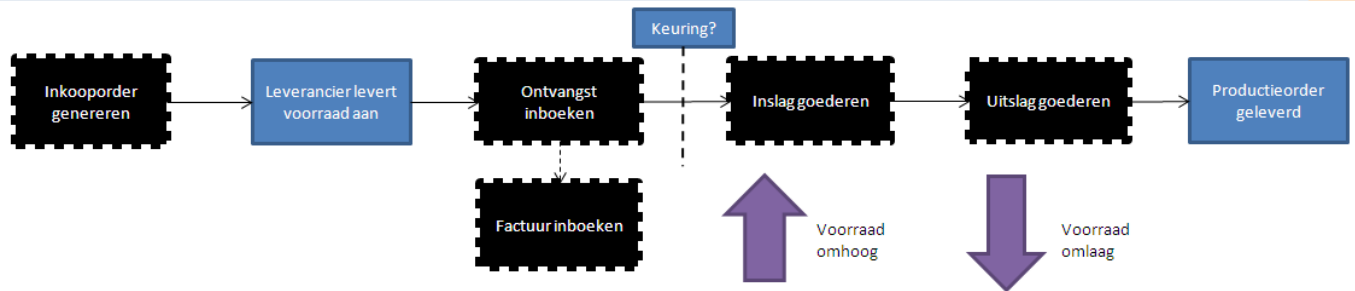 Keuring?
Inkooporder
genereren
Leverancier levert
voorraad aan
Ontvangst
inboeken
Inslag goederen
Uitslag goederen
Productieorder
geleverd
Factuur inboeken
Voorraad
omhoog
Voorraad
omlaag